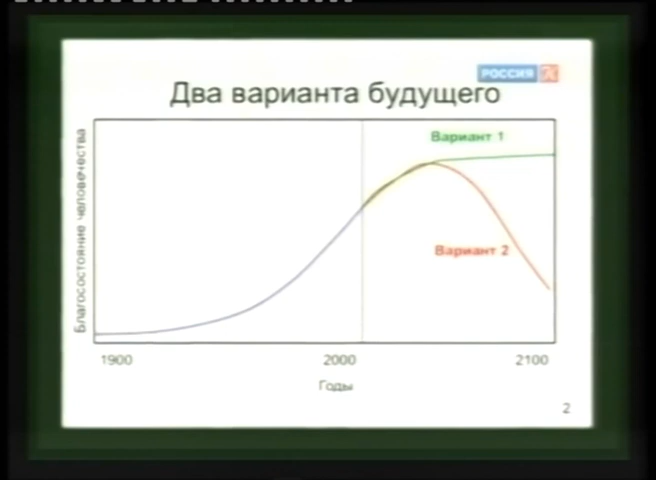 РОССИЯ К
Два варианта будущего
Благосостояние человечества
Вариант 1
Вариант 2
1900 2000 2100
Годы
2